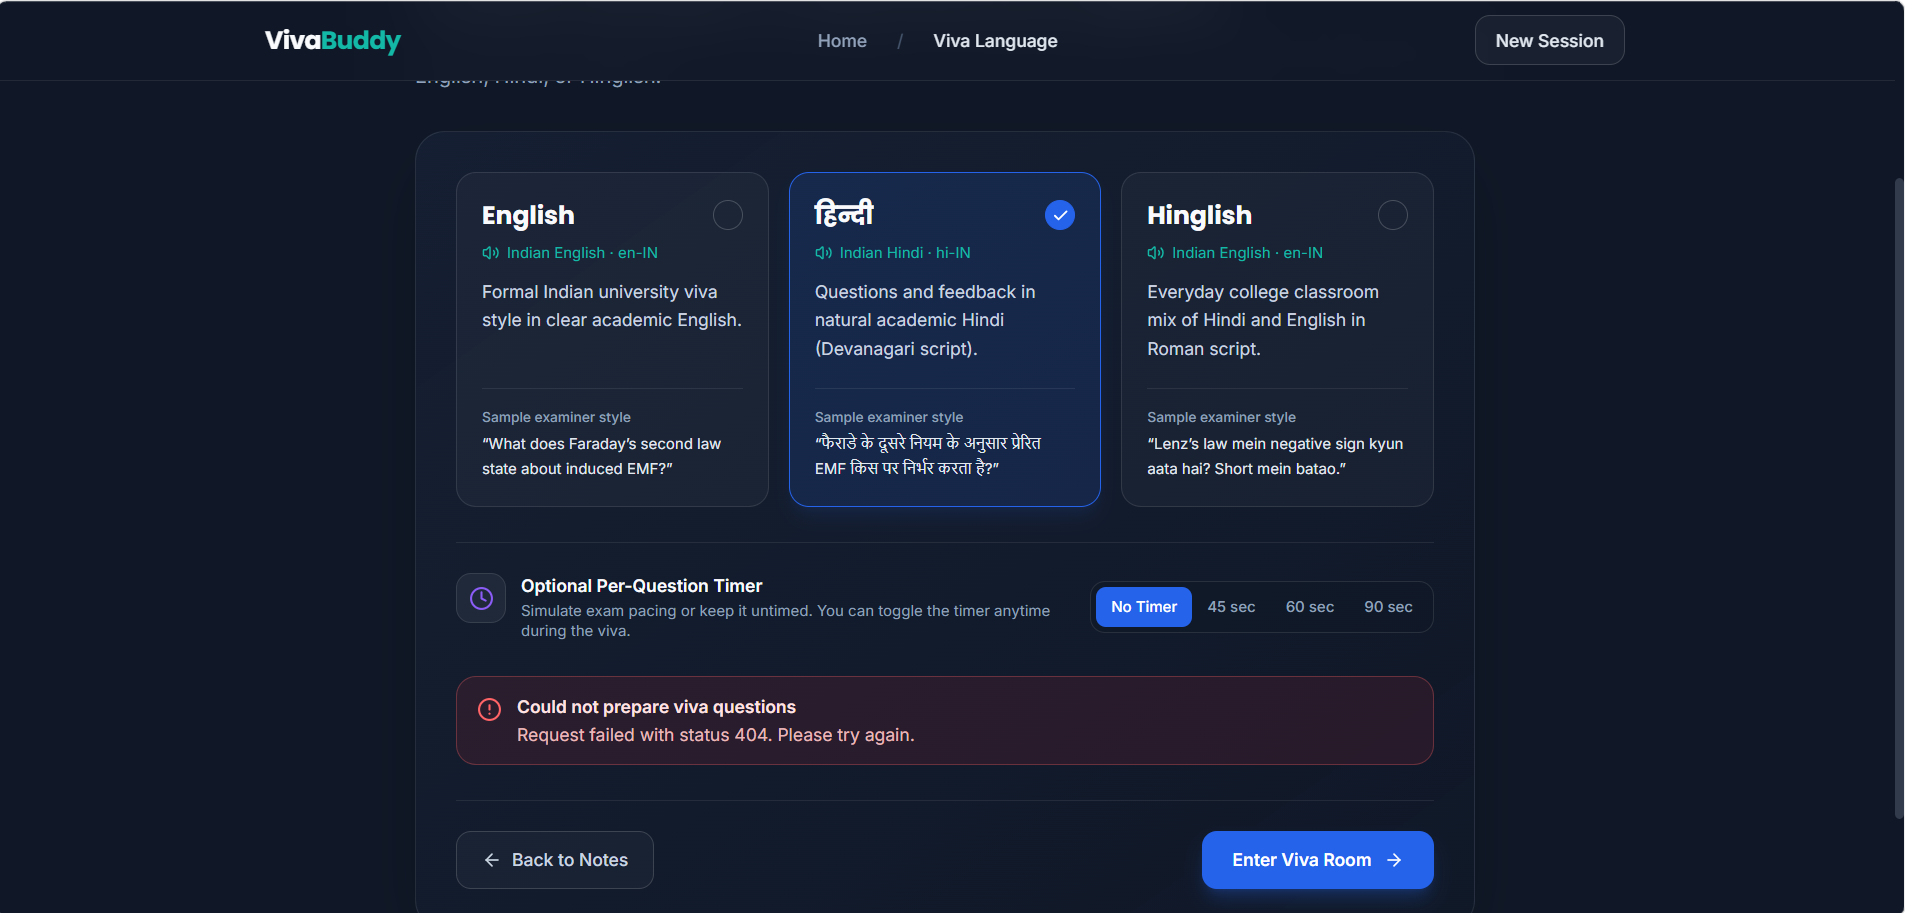 VivaBuddy
Home / Viva Language
New Session
English, Hindi, or Hinglish.
English
Indian English · en-IN
Formal Indian university viva
style in clear academic English.
Sample examiner style
“What does Faraday’s second law
state about induced EMF?”
हिन्दी
Indian Hindi · hi-IN
Questions and feedback in
natural academic Hindi
(Devanagari script).
Sample examiner style
“फैराडे के दूसरे नियम के अनुसार प्रेरित
EMF किस पर निर्भर करता है?”
Hinglish
Indian English · en-IN
Everyday college classroom
mix of Hindi and English in
Roman script.
Sample examiner style
“Lenz’s law mein negative sign kyun
aata hai? Short mein batao.”
Optional Per-Question Timer
Simulate exam pacing or keep it untimed. You can toggle the timer anytime
during the viva.
No Timer
45 sec
60 sec
90 sec
Could not prepare viva questions
Request failed with status 404. Please try again.
Back to Notes
Enter Viva Room